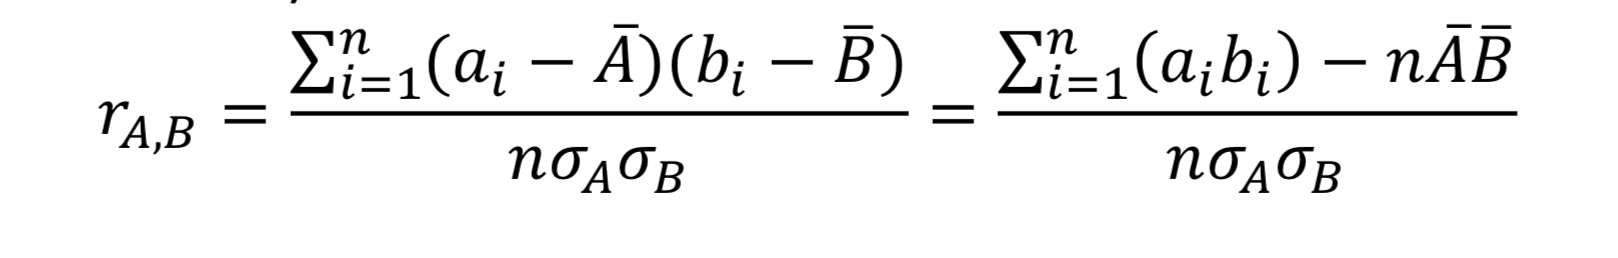 r_{A,B} = \frac{\sum_{i=1}^{n}(a_i - \bar{A})(b_i - \bar{B})}{n\sigma_A\sigma_B} = \frac{\sum_{i=1}^{n}(a_i b_i) - n\bar{A}\bar{B}}{n\sigma_A\sigma_B}